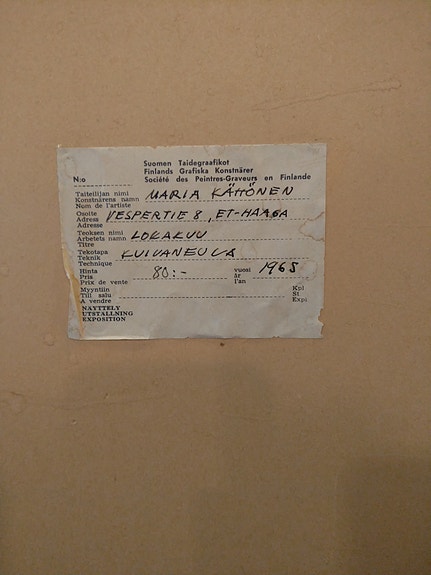 Suomen Taidegraafikot
Finlands Grafiska Konstnärer
N:o Société des Peintres-Graveurs en Finlande
Taiteilijan nimi
Konstnärens namn MARIA KÄHÖNEN
Nom de l'artiste
Osoite
Adress VESPERTIE 8, ET-HAAGA
Adresse
Teoksen nimi
Arbetets namn LOKAKUU
Titre
Tekotapa
Teknik KUIVANEULA
Technique
Hinta vuosi
Pris 80:- år 1965
Prix de vente l'an
Myyntiin Kpl
Till salu St
A vendre Expl
NÄYTTELY
UTSTÄLLNING
EXPOSITION